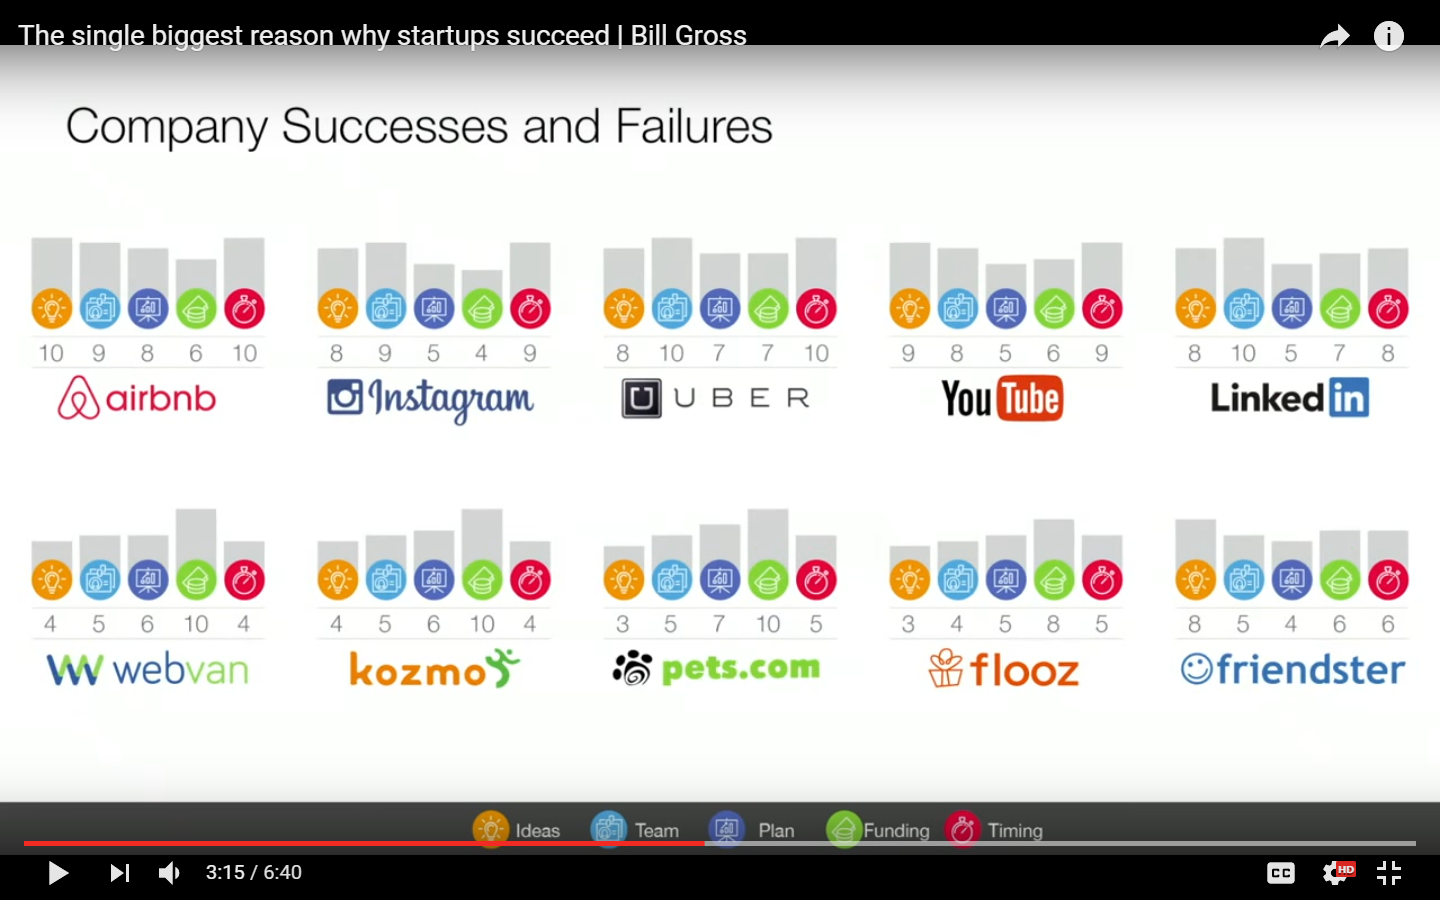 The single biggest reason why startups succeed | Bill Gross
Company Successes and Failures
10 9 8 6 10
8 9 5 4 9
8 10 7 7 10
9 8 5 6 9
8 10 5 7 8
airbnb
Instagram
UBER
YouTube
Linkedin
4 5 6 10 4
4 5 6 10 4
3 5 7 10 5
3 4 5 8 5
8 5 4 6 6
webvan
kozmo
pets.com
flooz
friendster
Ideas Team Plan Funding Timing
3:15 / 6:40
CC
HD